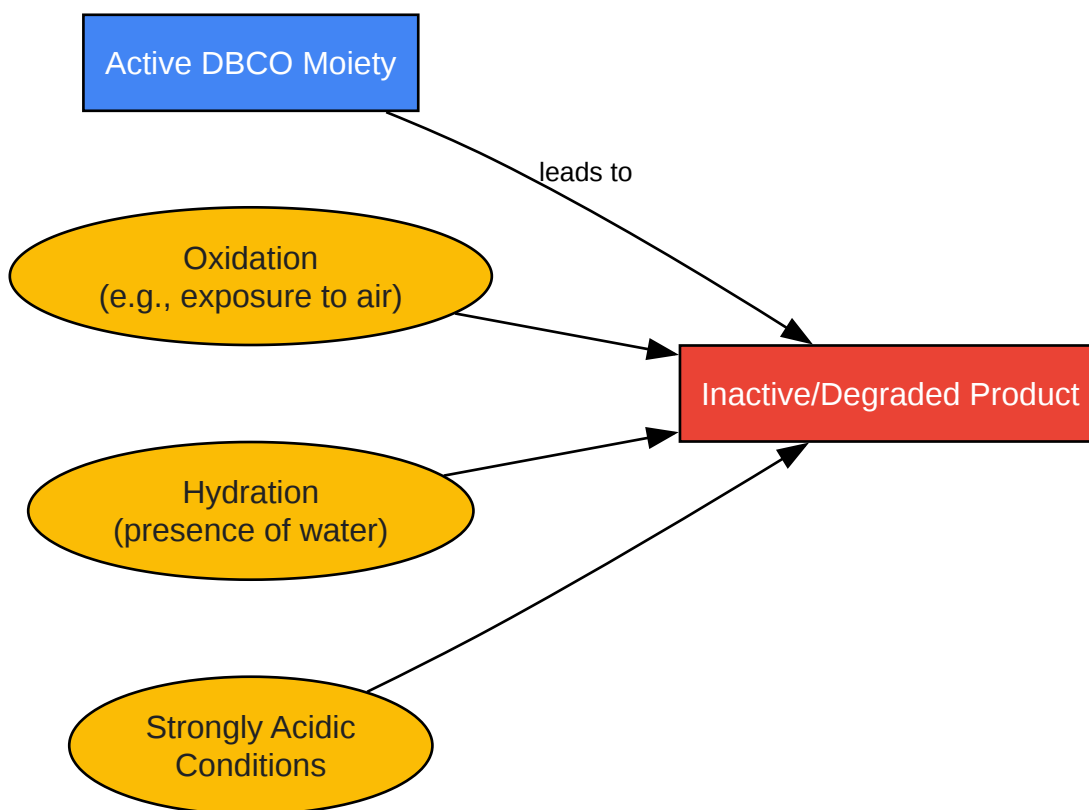 Active DBCO Moiety
leads to
Oxidation
(e.g., exposure to air)
Inactive/Degraded Product
Hydration
(presence of water)
Strongly Acidic
Conditions